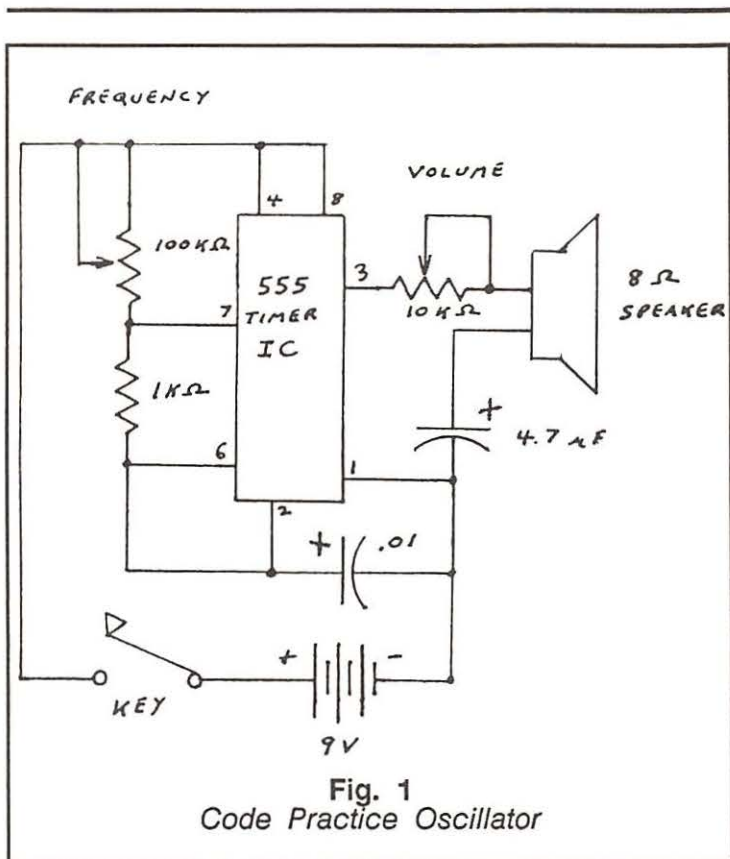 FREQUENCY
VOLUME
4 8
100KΩ
555
TIMER
IC
3
10KΩ
8 Ω
SPEAKER
7
1KΩ
6
1
+
4.7 µF
2
+ .01
KEY
+ -
9V
Fig. 1
Code Practice Oscillator